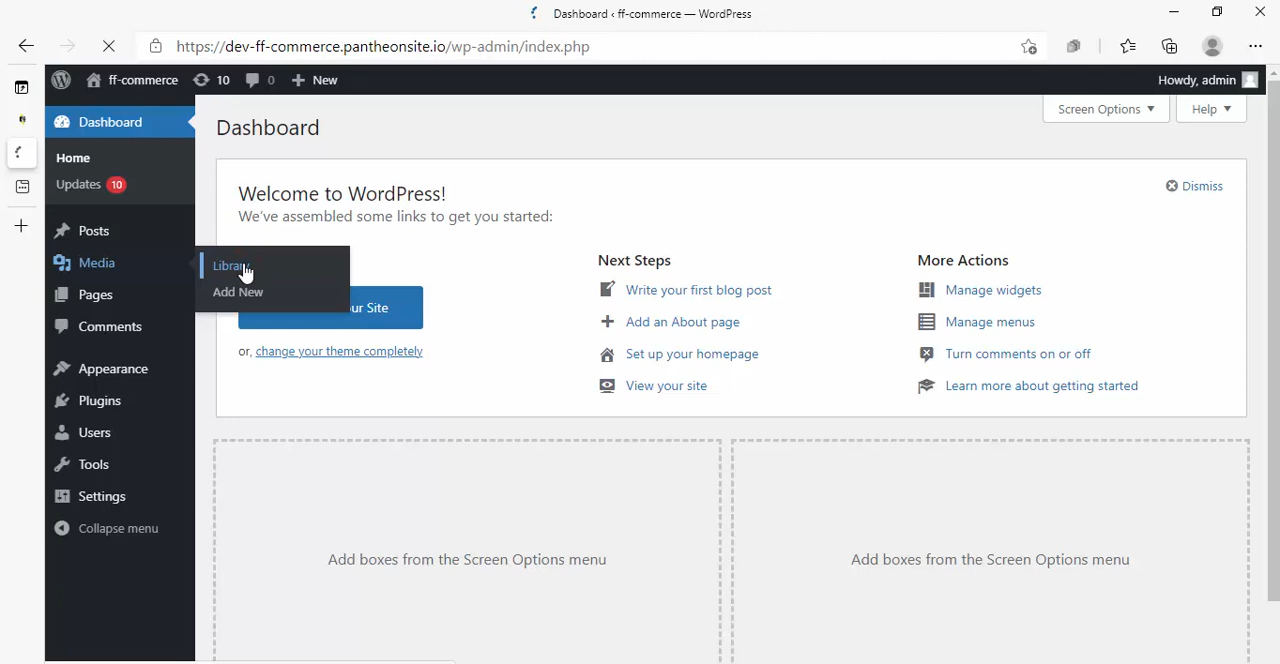 Dashboard ‹ ff-commerce — WordPress
https://dev-ff-commerce.pantheonsite.io/wp-admin/index.php
ff-commerce 10 0 New
Howdy, admin
Dashboard
Home
Updates 10
Posts
Media
Library
Add New
Pages
Comments
Appearance
Plugins
Users
Tools
Settings
Collapse menu
Screen Options
Help
Dashboard
Welcome to WordPress!
We've assembled some links to get you started:
Dismiss
Site
or, change your theme completely
Next Steps
Write your first blog post
Add an About page
Set up your homepage
View your site
More Actions
Manage widgets
Manage menus
Turn comments on or off
Learn more about getting started
Add boxes from the Screen Options menu
Add boxes from the Screen Options menu